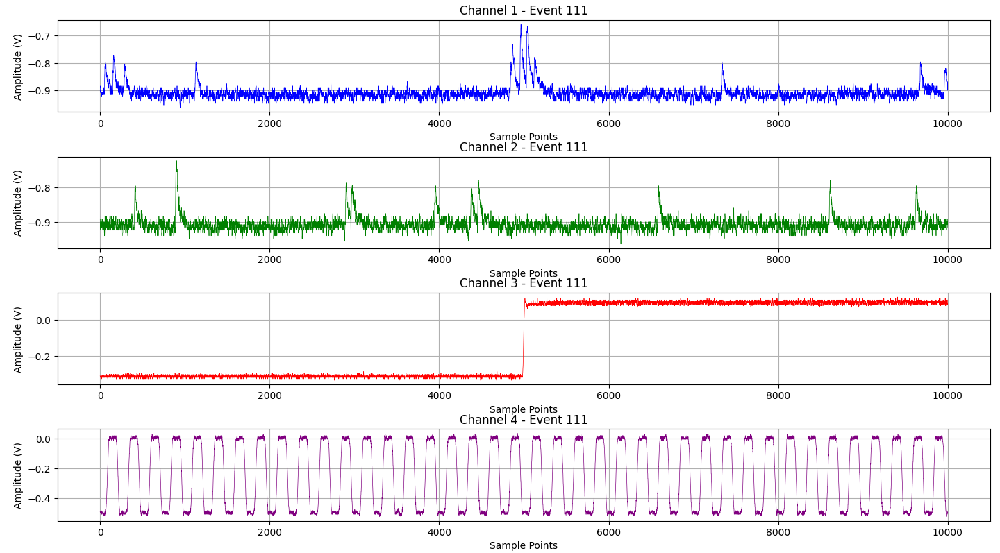 Channel 1 - Event 111
Amplitude (V)
−0.7
−0.8
−0.9
0 2000 4000 6000 8000 10000
Sample Points
Channel 2 - Event 111
Amplitude (V)
−0.8
−0.9
0 2000 4000 6000 8000 10000
Sample Points
Channel 3 - Event 111
Amplitude (V)
0.0
−0.2
0 2000 4000 6000 8000 10000
Sample Points
Channel 4 - Event 111
Amplitude (V)
0.0
−0.2
−0.4
0 2000 4000 6000 8000 10000
Sample Points